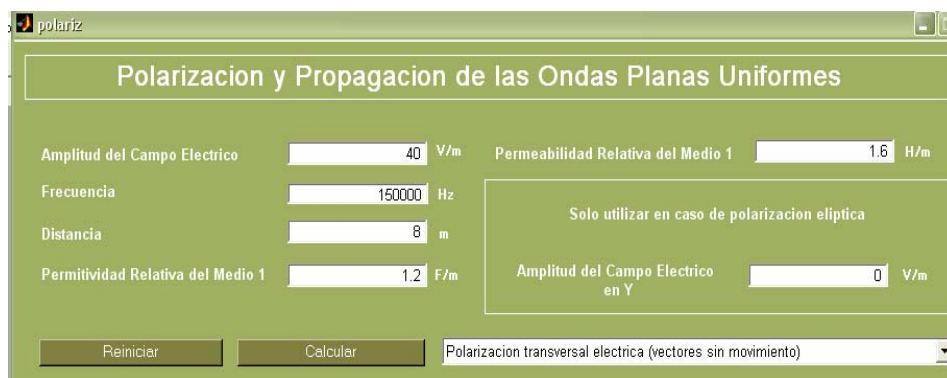 polariz
Polarizacion y Propagacion de las Ondas Planas Uniformes
Amplitud del Campo Electrico 40 V/m
Frecuencia 150000 Hz
Distancia 8 m
Permitividad Relativa del Medio 1 1.2 F/m
Permeabilidad Relativa del Medio 1 1.6 H/m
Solo utilizar en caso de polarizacion eliptica
Amplitud del Campo Electrico
en Y 0 V/m
Reiniciar
Calcular
Polarizacion transversal electrica (vectores sin movimiento)